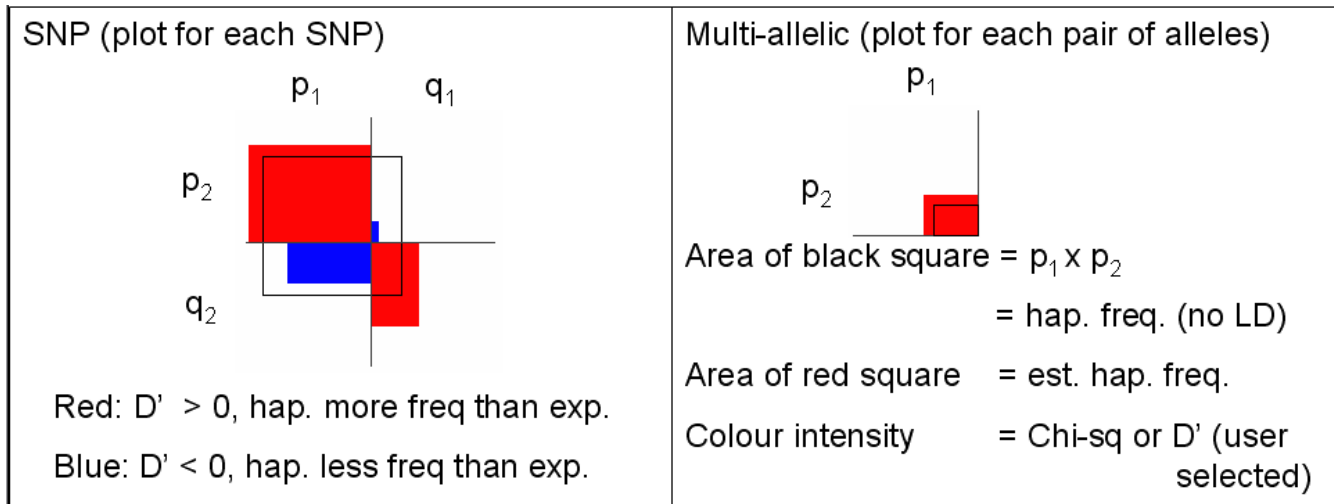 SNP (plot for each SNP)
p₁ q₁
p₂
q₂
Red: D’ > 0, hap. more freq than exp.
Blue: D’ < 0, hap. less freq than exp.
Multi-allelic (plot for each pair of alleles)
p₁
p₂
Area of black square = p₁ x p₂
= hap. freq. (no LD)
Area of red square = est. hap. freq.
Colour intensity = Chi-sq or D’ (user
selected)